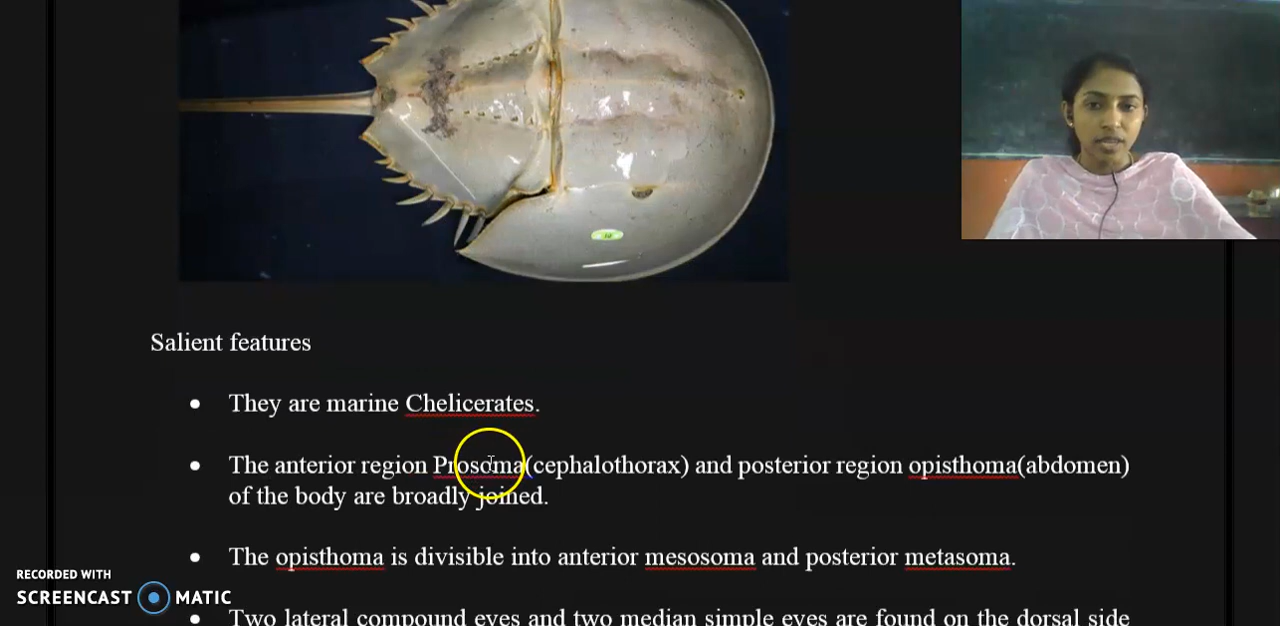 Salient features
They are marine Chelicerates.
The anterior region Prosoma(cephalothorax) and posterior region opisthoma(abdomen)
of the body are broadly joined.
The opisthoma is divisible into anterior mesosoma and posterior metasoma.
RECORDED WITH
SCREENCAST MATIC
Two lateral compound eyes and two median simple eyes are found on the dorsal side